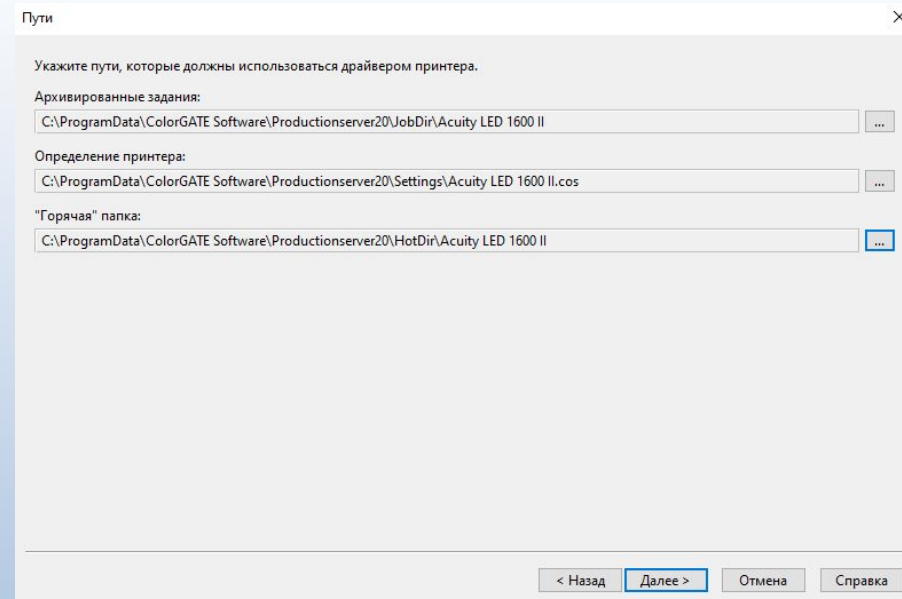 Пути
Укажите пути, которые должны использоваться драйвером принтера.
Архивированные задания:
C:\ProgramData\ColorGATE Software\Productionserver20\JobDir\Acuity LED 1600 II
...
Определение принтера:
C:\ProgramData\ColorGATE Software\Productionserver20\Settings\Acuity LED 1600 II.cos
...
"Горячая" папка:
C:\ProgramData\ColorGATE Software\Productionserver20\HotDir\Acuity LED 1600 II
...
< Назад Далее > Отмена Справка